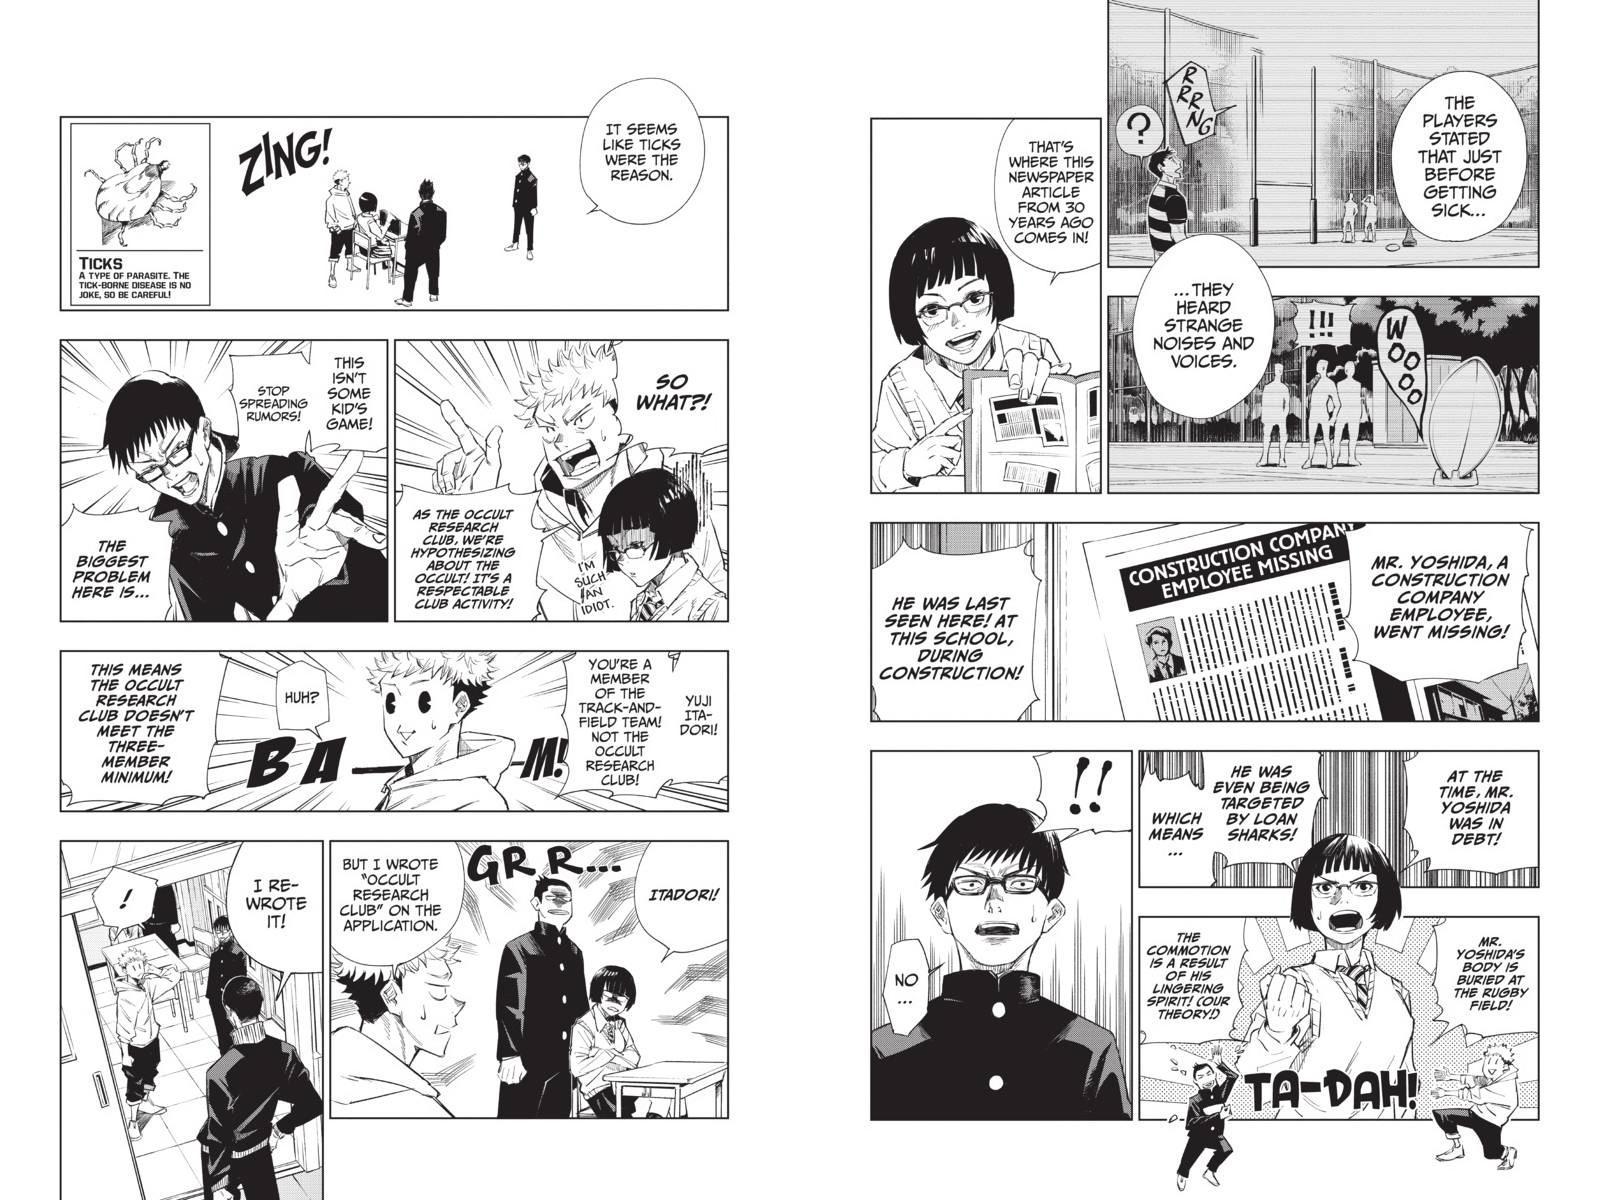 THE
PLAYERS
STATED
THAT JUST
BEFORE
GETTING
SICK...
RRRNG
?
...THEY
HEARD
STRANGE
NOISES AND
VOICES.
!!!
WOOOO
THAT'S
WHERE THIS
NEWSPAPER
ARTICLE
FROM 30
YEARS AGO
COMES IN!
MR. YOSHIDA, A
CONSTRUCTION
COMPANY
EMPLOYEE,
WENT MISSING!
CONSTRUCTION COMPANY
EMPLOYEE MISSING
HE WAS LAST
SEEN HERE! AT
THIS SCHOOL,
DURING
CONSTRUCTION!
AT THE
TIME, MR.
YOSHIDA
WAS IN
DEBT!
HE WAS
EVEN BEING
TARGETED
BY LOAN
SHARKS!
WHICH
MEANS
...
MR.
YOSHIDA'S
BODY IS
BURIED AT
THE RUGBY
FIELD!
THE
COMMOTION
IS A RESULT
OF HIS
LINGERING
SPIRIT! (OUR
THEORY!)
TA-DAH!
!!
NO
...
IT SEEMS
LIKE TICKS
WERE THE
REASON.
ZING!
TICKS
A TYPE OF PARASITE. THE
TICK-BORNE DISEASE IS NO
JOKE, SO BE CAREFUL!
SO
WHAT?!
AS THE OCCULT
RESEARCH
CLUB, WE'RE
HYPOTHESIZING
ABOUT THE
OCCULT! IT'S A
RESPECTABLE
CLUB ACTIVITY!
I'M
SUCH
AN
IDIOT.
THIS
ISN'T
SOME
KID'S
GAME!
STOP
SPREADING
RUMORS!
THE
BIGGEST
PROBLEM
HERE IS...
YUJI
ITA-
DORI!
YOU'RE A
MEMBER
OF THE
TRACK-AND-
FIELD TEAM!
NOT THE
OCCULT
RESEARCH
CLUB!
HUH?
BA—M!
THIS MEANS
THE OCCULT
RESEARCH
CLUB DOESN'T
MEET THE
THREE-
MEMBER
MINIMUM!
ITADORI!
GRR...
BUT I WROTE
"OCCULT
RESEARCH
CLUB" ON THE
APPLICATION.
I RE-
WROTE
IT!
!